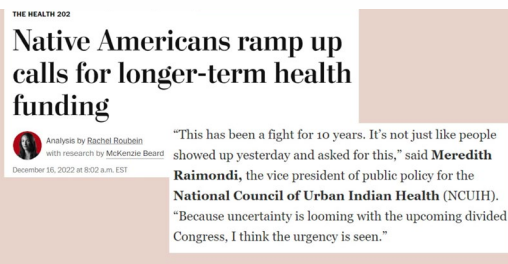 THE HEALTH 202
Native Americans ramp up
calls for longer-term health
funding
Analysis by Rachel Roubein
with research by McKenzie Beard
December 16, 2022 at 8:02 a.m. EST
“This has been a fight for 10 years. It’s not just like people
showed up yesterday and asked for this,” said Meredith
Raimondi, the vice president of public policy for the
National Council of Urban Indian Health (NCUIH).
“Because uncertainty is looming with the upcoming divided
Congress, I think the urgency is seen.”